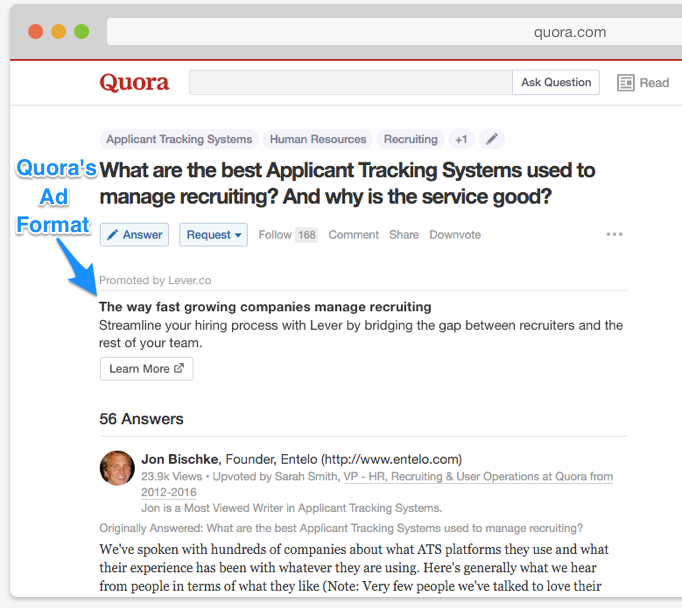 quora.com
Quora
Ask Question
Read
Applicant Tracking Systems
Human Resources
Recruiting
+1
Quora's
Ad
Format
What are the best Applicant Tracking Systems used to
manage recruiting? And why is the service good?
Answer
Request
Follow 168
Comment
Share
Downvote
Promoted by Lever.co
The way fast growing companies manage recruiting
Streamline your hiring process with Lever by bridging the gap between recruiters and the
rest of your team.
Learn More
56 Answers
Jon Bischke, Founder, Entelo (http://www.entelo.com)
23.9k Views • Upvoted by Sarah Smith, VP - HR, Recruiting & User Operations at Quora from
2012-2016
Jon is a Most Viewed Writer in Applicant Tracking Systems.
Originally Answered: What are the best Applicant Tracking Systems used to manage recruiting?
We've spoken with hundreds of companies about what ATS platforms they use and what
their experience has been with whatever they are using. Here's generally what we hear
from people in terms of what they like (Note: Very few people we've talked to love their